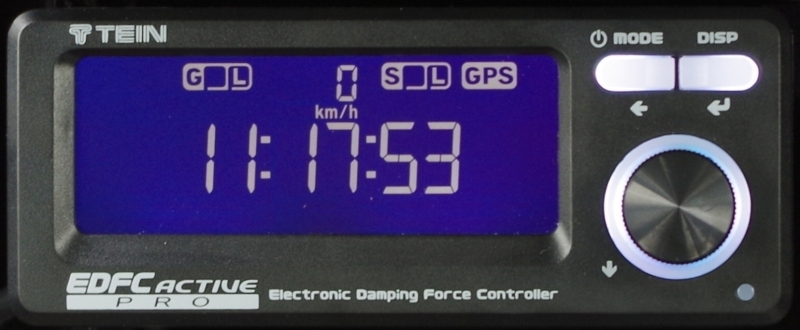 TEIN
MODE DISP
G L 0 S L GPS
km/h
11:17:53
EDFC ACTIVE
PRO
Electronic Damping Force Controller